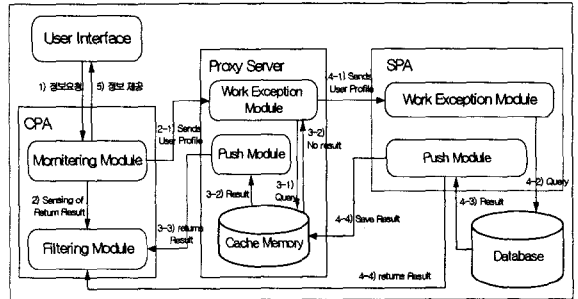 User Interface
1) 정보요청
5) 정보 제공
CPA
Mornitering Module
2) Sensing of
Return Result
Filtering Module
2-1) Sends
User Profile
Proxy Server
Work Exception
Module
3-2)
No result
Push Module
3-2) Result
3-1)
Query
3-3) returns
Result
Cache Memory
4-1) Sends
User Profile
SPA
Work Exception Module
Push Module
4-2) Query
4-3) Result
4-4) Save Result
Database
4-4) returns Result